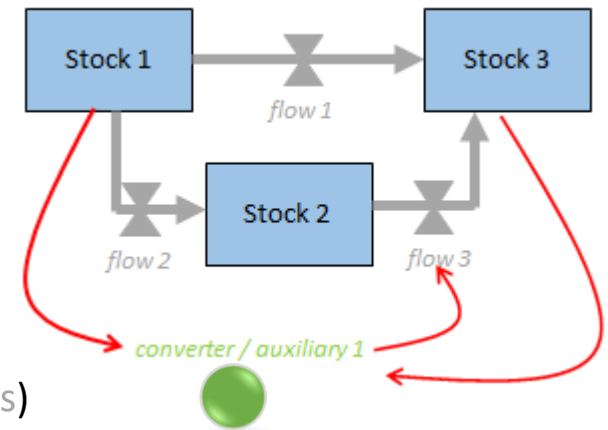 Stock 1
Stock 3
flow 1
Stock 2
flow 2
flow 3
converter / auxiliary 1
s)